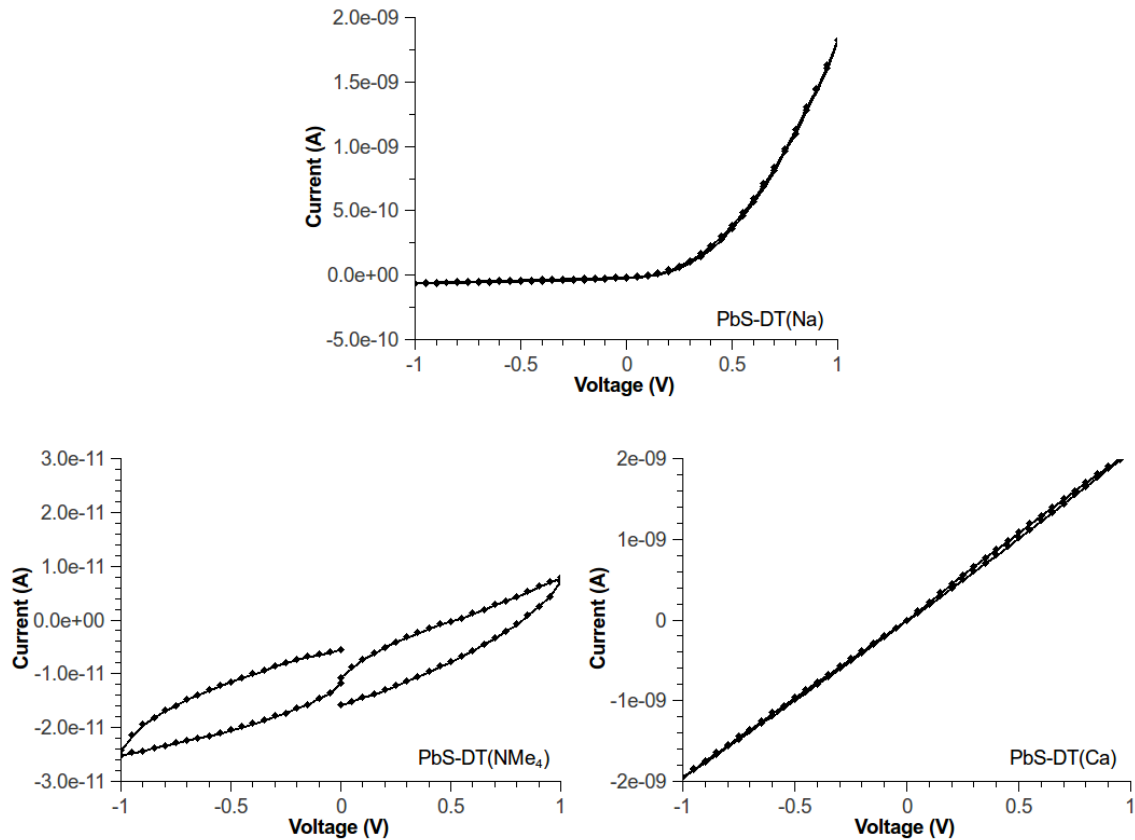 2.0e-09
1.5e-09
1.0e-09
5.0e-10
0.0e+00
-5.0e-10
Current (A)
PbS-DT(Na)
-1 -0.5 0 0.5 1
Voltage (V)
3.0e-11
2.0e-11
1.0e-11
0.0e+00
-1.0e-11
-2.0e-11
-3.0e-11
Current (A)
PbS-DT(NMe₄)
-1 -0.5 0 0.5 1
Voltage (V)
2e-09
1e-09
0
-1e-09
-2e-09
Current (A)
PbS-DT(Ca)
-1 -0.5 0 0.5 1
Voltage (V)